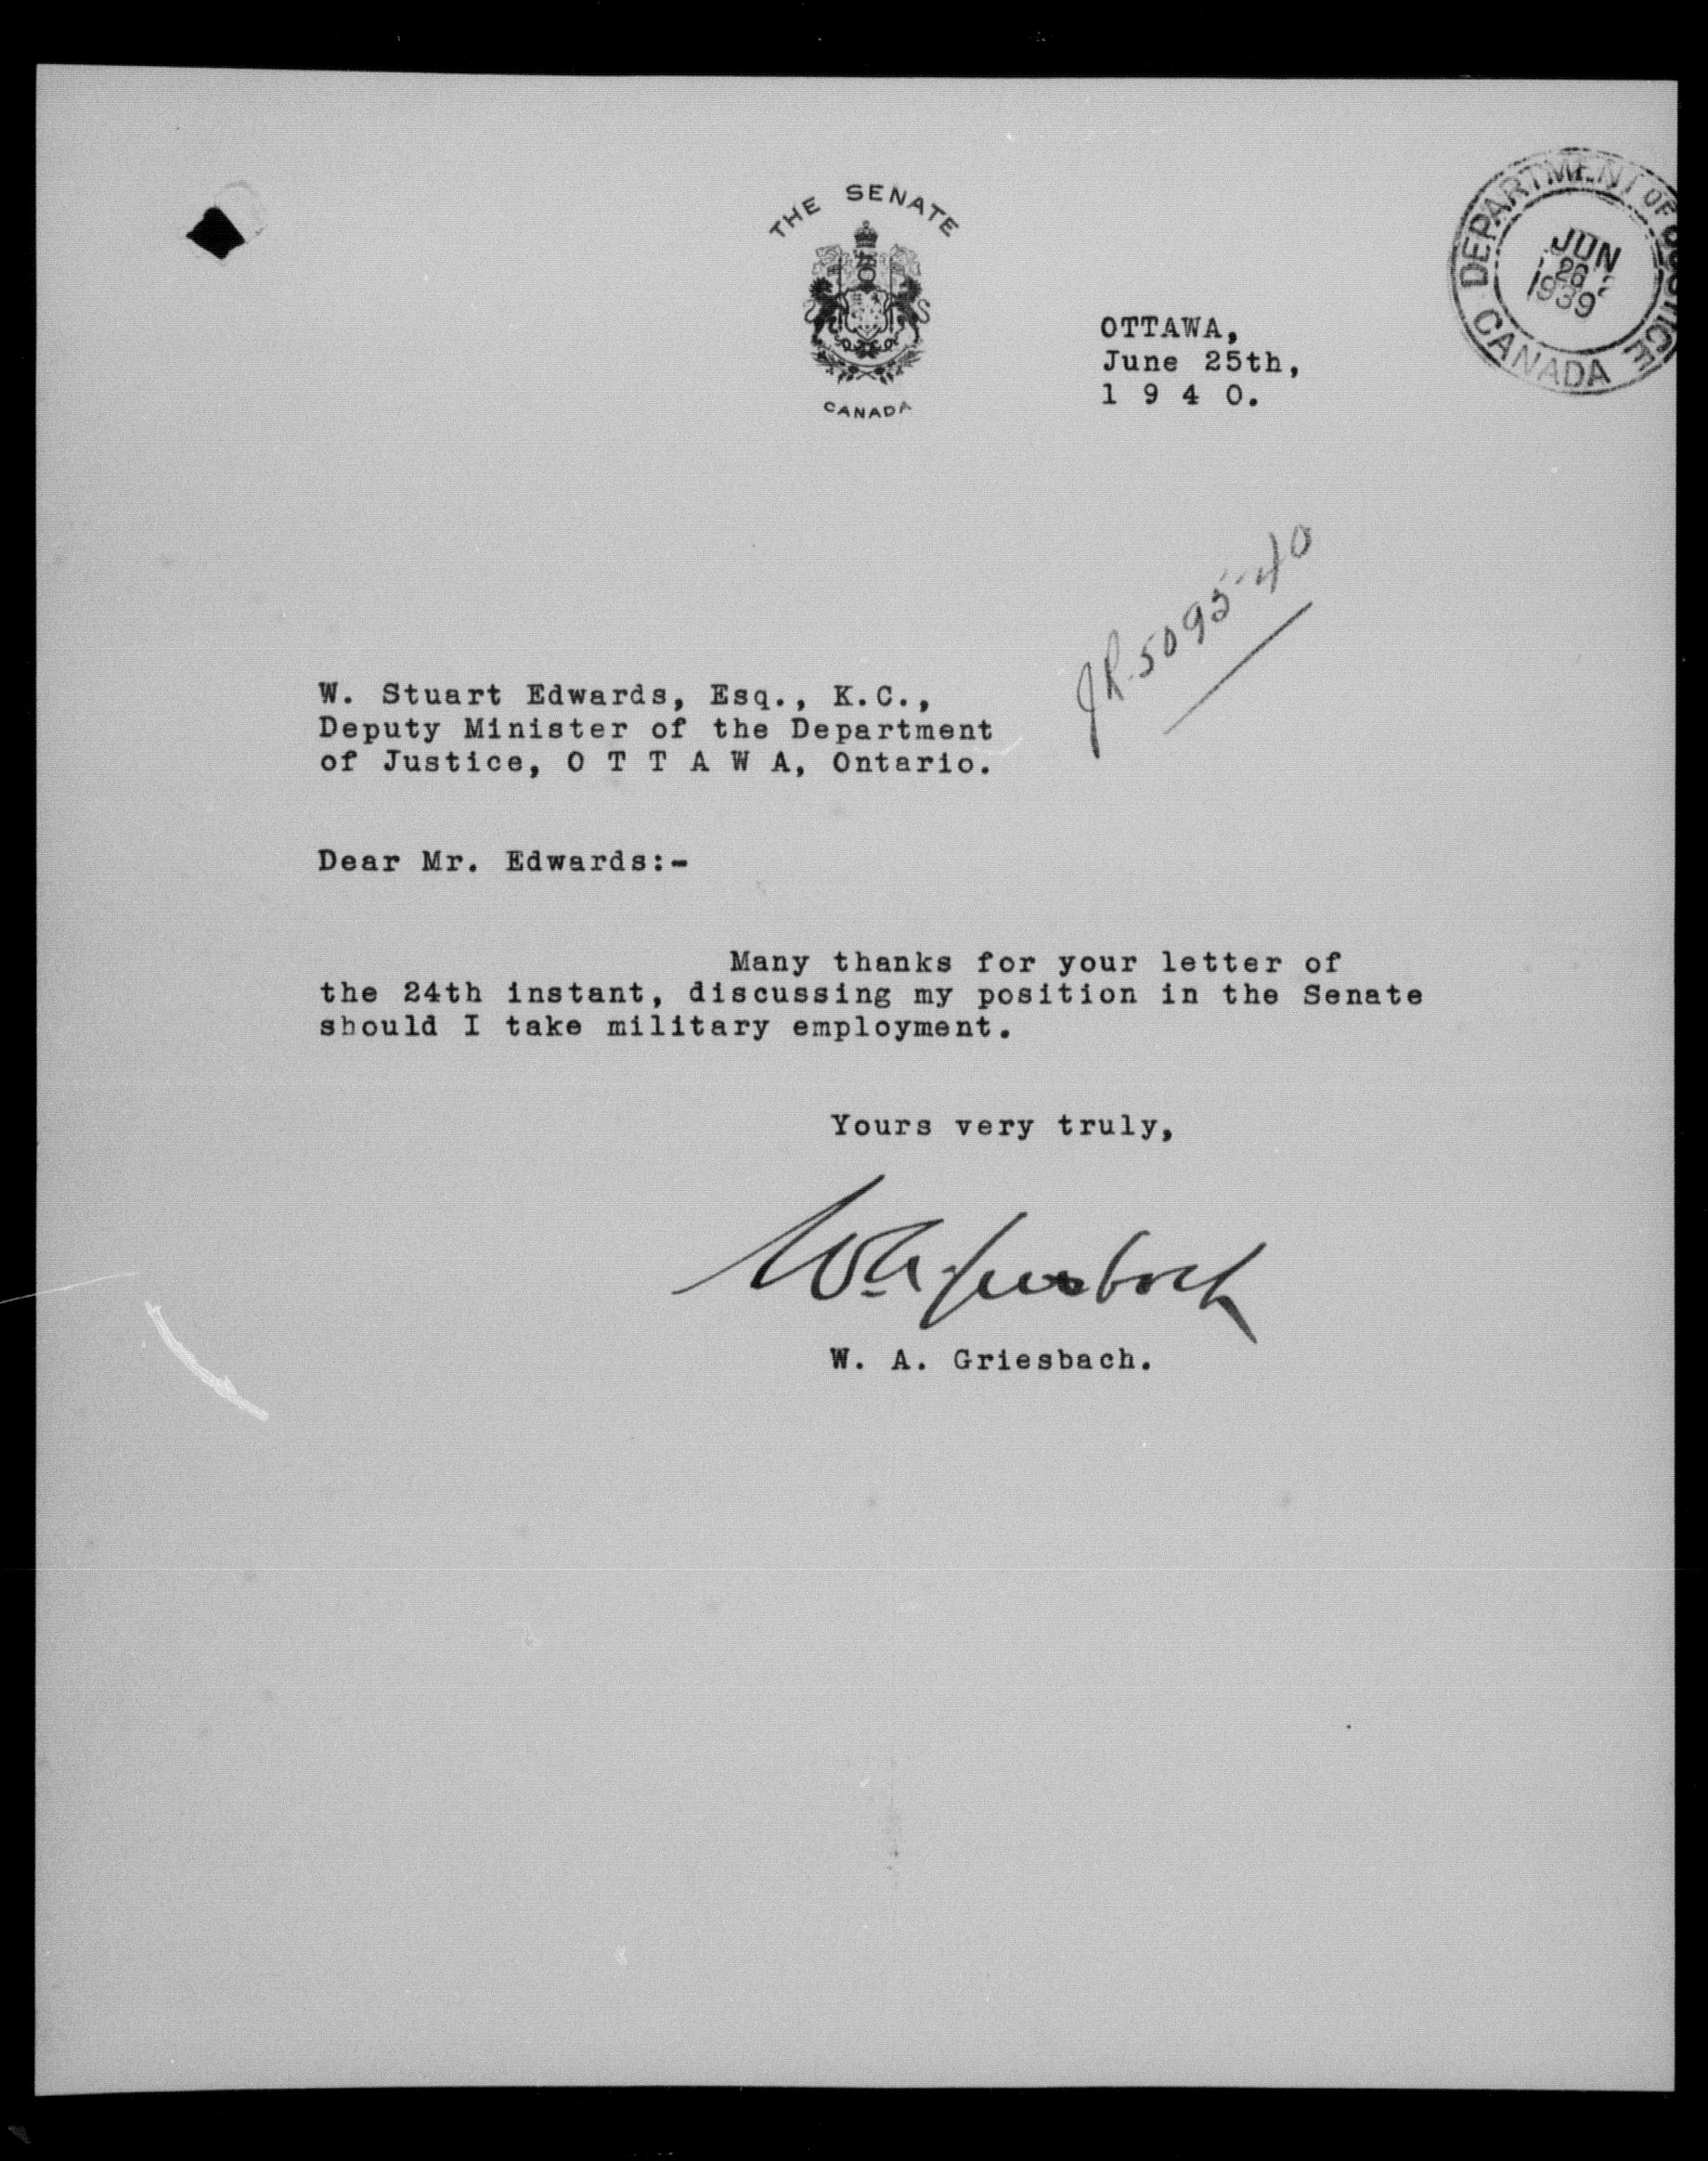 THE SENATE
CANADA
DEPARTMENT OF JUSTICE
JUN
26
1939
CANADA
OTTAWA,
June 25th,
1 9 4 0.
JR. 5095-40
W. Stuart Edwards, Esq., K.C.,
Deputy Minister of the Department
of Justice, O T T A W A, Ontario.
Dear Mr. Edwards:-
Many thanks for your letter of
the 24th instant, discussing my position in the Senate
should I take military employment.
Yours very truly,
WAGriesbach
W. A. Griesbach.